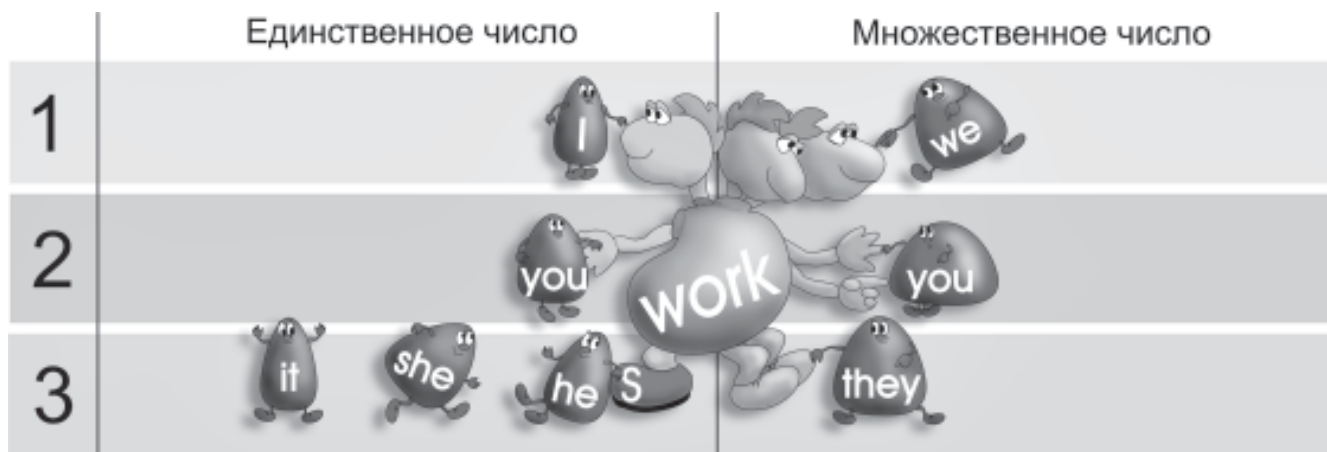 Единственное число Множественное число
1 I we
2 you work you
3 it she he S they